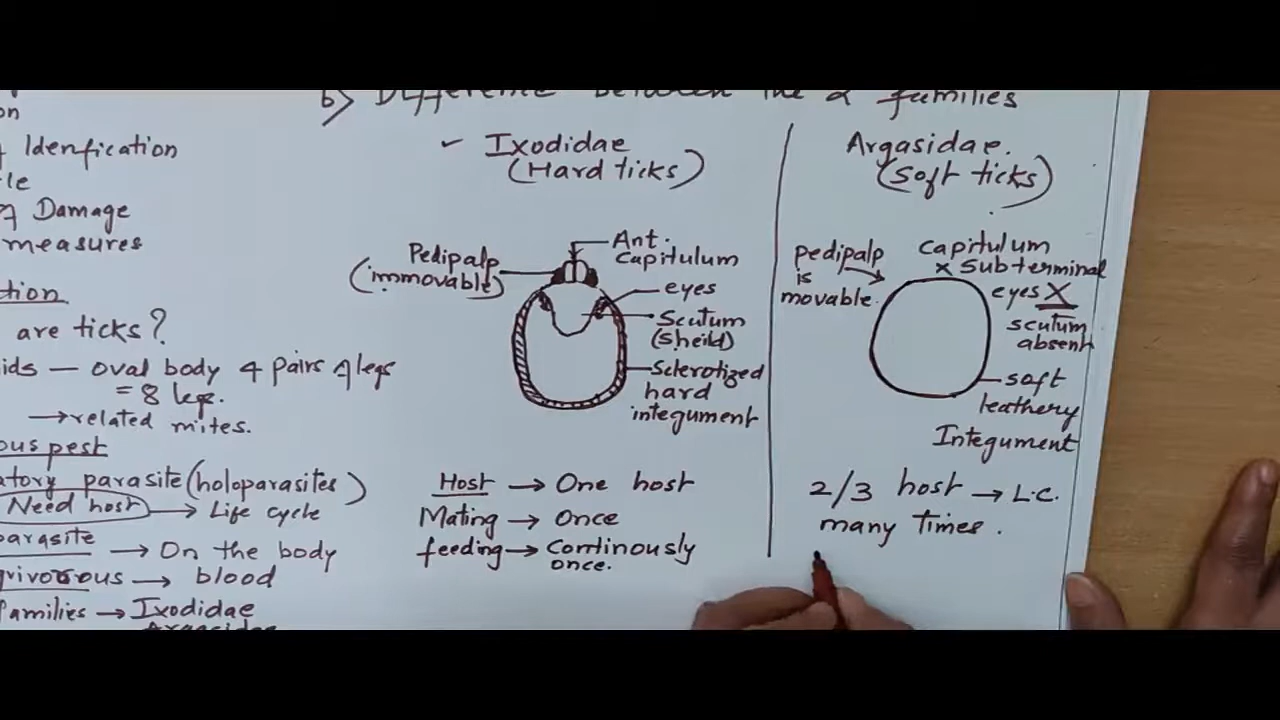 b) Difference between the 2 families
on
Idenfication
le
Damage
measures
tion
are ticks?
ids — oval body 4 pairs of legs
= 8 legs.
→ related mites.
ous pest
atory parasite (holoparasites)
Need host → Life cycle
parasite → On the body
grivorous → blood
families → Ixodidae
Argasidae
✓ Ixodidae
(Hard ticks)
Ant.
Capitulum
Pedipalp
(immovable)
eyes
Scutum
(sheild)
Sclerotized
hard
integument
Host → One host
Mating → Once
feeding → Continously
once.
Argasidae.
(Soft ticks)
pedipalp
is
movable.
capitulum
x subterminal
eyes X
scutum
absent
soft
leathery
Integument
2/3 host → L.C.
many times.